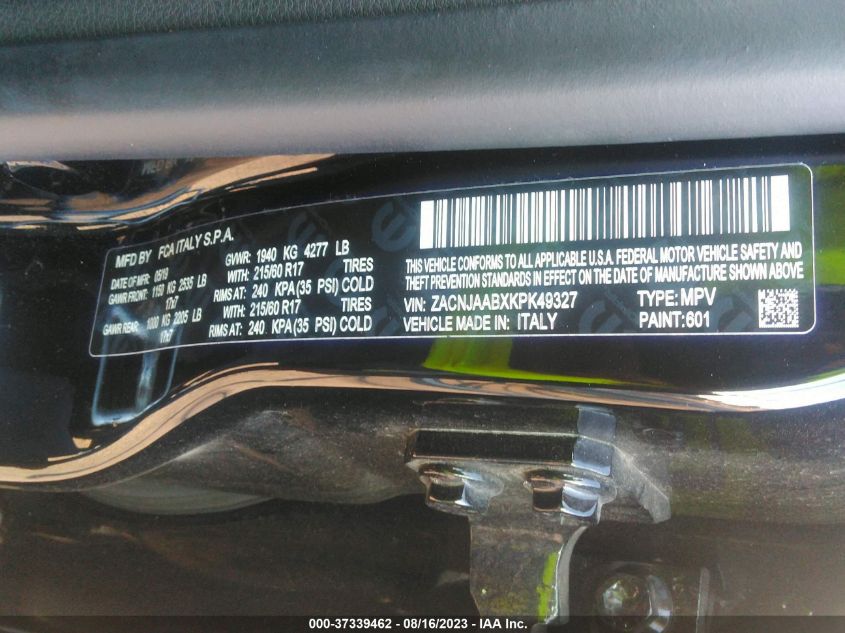 MFD BY FCA ITALY S.P.A.
DATE OF MFR 05/19 GWVR: 1940 KG 4277 LB
GAWR FRONT: 1150 KG 2535 LB WITH: 215/60 R17 TIRES
17x7 RIMS AT: 240 KPA (35 PSI) COLD
GAWR REAR: 1000 KG 2205 LB WITH: 215/60 R17 TIRES
17x7 RIMS AT: 240 KPA (35 PSI) COLD
THIS VEHICLE CONFORMS TO ALL APPLICABLE U.S.A. FEDERAL MOTOR VEHICLE SAFETY AND
THEFT PREVENTION STANDARDS IN EFFECT ON THE DATE OF MANUFACTURE SHOWN ABOVE
VIN: ZACNJAABXKPK49327 TYPE: MPV
VEHICLE MADE IN: ITALY PAINT: 601
000-37339462 - 08/16/2023 - IAA Inc.